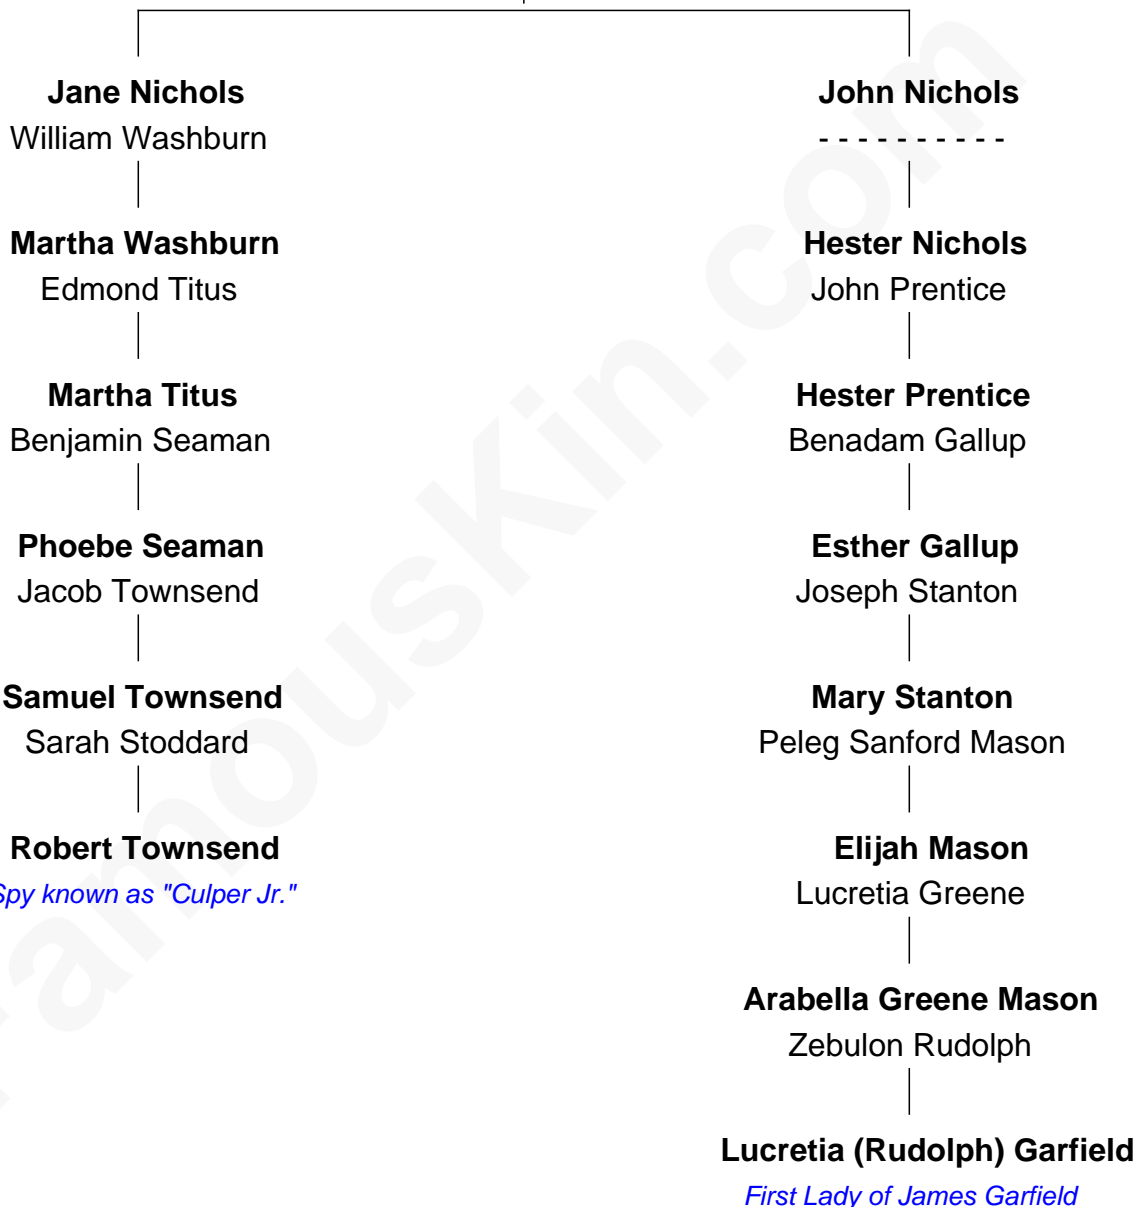 Jane Nichols
William Washburn
Martha Washburn
Edmond Titus
Martha Titus
Benjamin Seaman
Phoebe Seaman
Jacob Townsend
Samuel Townsend
Sarah Stoddard
Robert Townsend
Spy known as "Culper Jr."
John Nichols
- - - - - - - - - -
Hester Nichols
John Prentice
Hester Prentice
Benadam Gallup
Esther Gallup
Joseph Stanton
Mary Stanton
Peleg Sanford Mason
Elijah Mason
Lucretia Greene
Arabella Greene Mason
Zebulon Rudolph
Lucretia (Rudolph) Garfield
First Lady of James Garfield
FamousKin.com